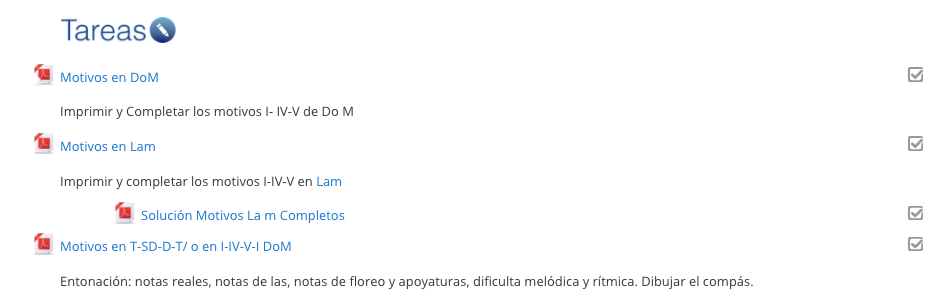 Tareas
Motivos en DoM
Imprimir y Completar los motivos I- IV-V de Do M
Motivos en Lam
Imprimir y completar los motivos I-IV-V en Lam
Solución Motivos La m Completos
Motivos en T-SD-D-T/ o en I-IV-V-I DoM
Entonación: notas reales, notas de las, notas de floreo y apoyaturas, dificulta melódica y rítmica. Dibujar el compás.